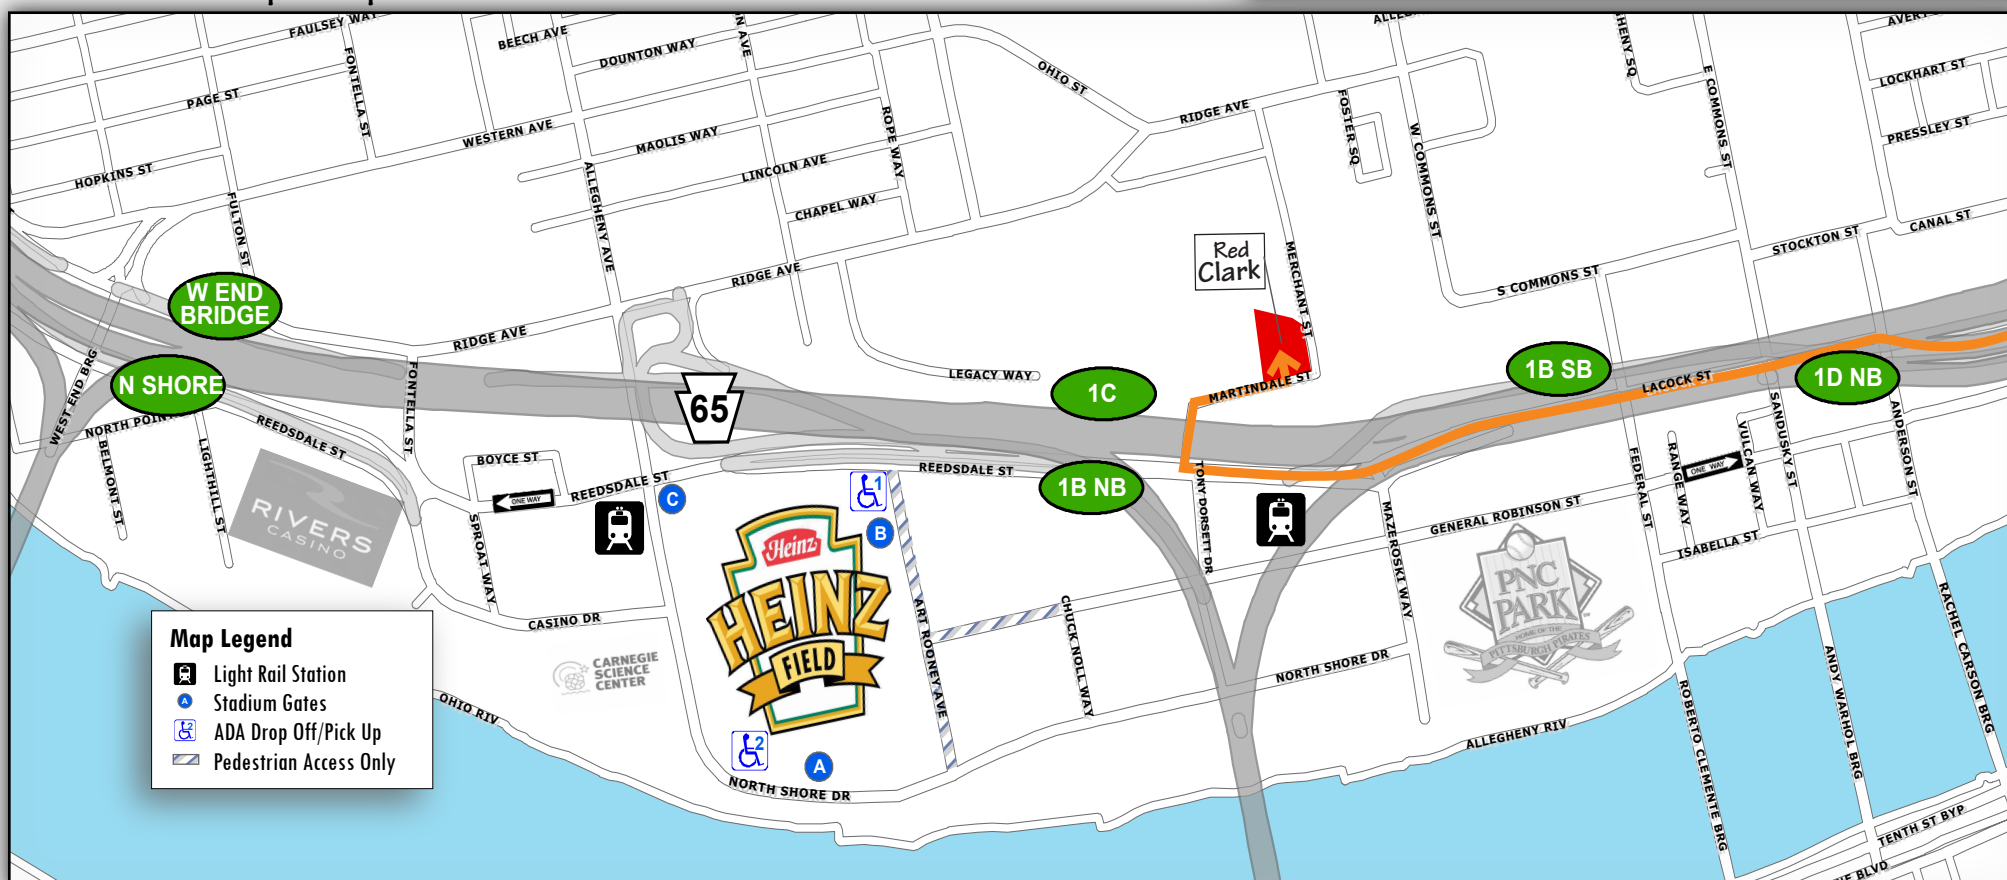 FAULSEY WAY
BEECH AVE
DOUNTON WAY
OHIO ST
E COMMONS ST
LOCKHART ST
PAGE ST
FONTELLA ST
WESTERN AVE
MAOLIS WAY
ROPE WAY
RIDGE AVE
FOSTER SQ
W COMMONS ST
PRESSLEY ST
HOPKINS ST
LINCOLN AVE
ALLEGHENY AVE
CHAPEL WAY
FULTON ST
Red
Clark
MERCHANT ST
STOCKTON ST
CANAL ST
RIDGE AVE
S COMMONS ST
W END
BRIDGE
RIDGE AVE
N SHORE
WEST END BRG
FONTELLA ST
65
LEGACY WAY
1C
MARTINDALE ST
1B SB
LACOCK ST
1D NB
NORTH POINT
REEDSDALE ST
BELMONT ST
LIGHTHILL ST
BOYCE ST
ONE WAY
REEDSDALE ST
C
1
B
REEDSDALE ST
1B NB
TONY DORSETT DR
MAZEROSKI WAY
GENERAL ROBINSON ST
FEDERAL ST
RANGE WAY
ONE WAY
VULCAN WAY
SANDUSKY ST
ANDERSON ST
ISABELLA ST
RIVERS
CASINO
SPROAT WAY
CASINO DR
Heinz
HEINZ
FIELD
ART ROONEY AVE
CHUCK NOLL WAY
NORTH SHORE DR
PNC
PARK
HOME OF THE
PITTSBURGH PIRATES
CARNEGIE
SCIENCE
CENTER
Map Legend
Light Rail Station
A
Stadium Gates
2
ADA Drop Off/Pick Up
Pedestrian Access Only
OHIO RIV
2
A
NORTH SHORE DR
ALLEGHENY RIV
ROBERTO CLEMENTE BRG
ANDY WARHOL BRG
RACHEL CARSON BRG
TENTH ST BYP